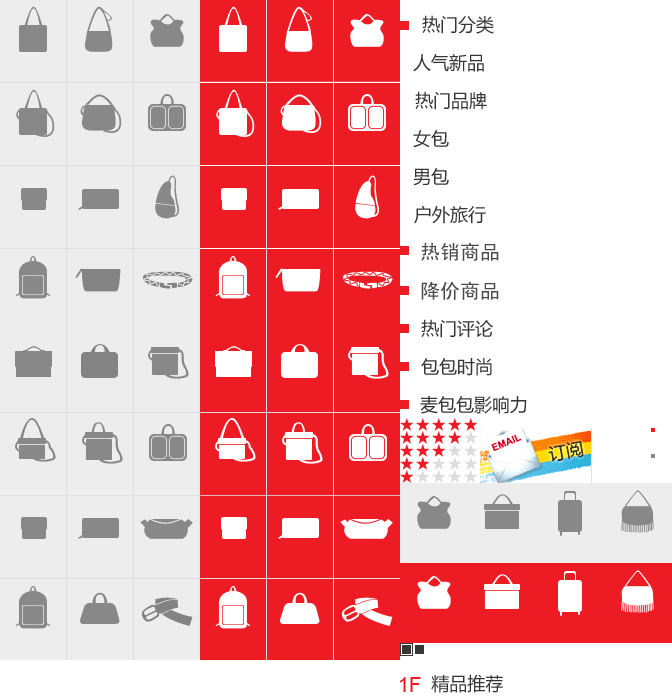 热门分类
人气新品
热门品牌
女包
男包
户外旅行
热销商品
降价商品
热门评论
包包时尚
麦包包影响力
EMAIL
订阅
1F 精品推荐